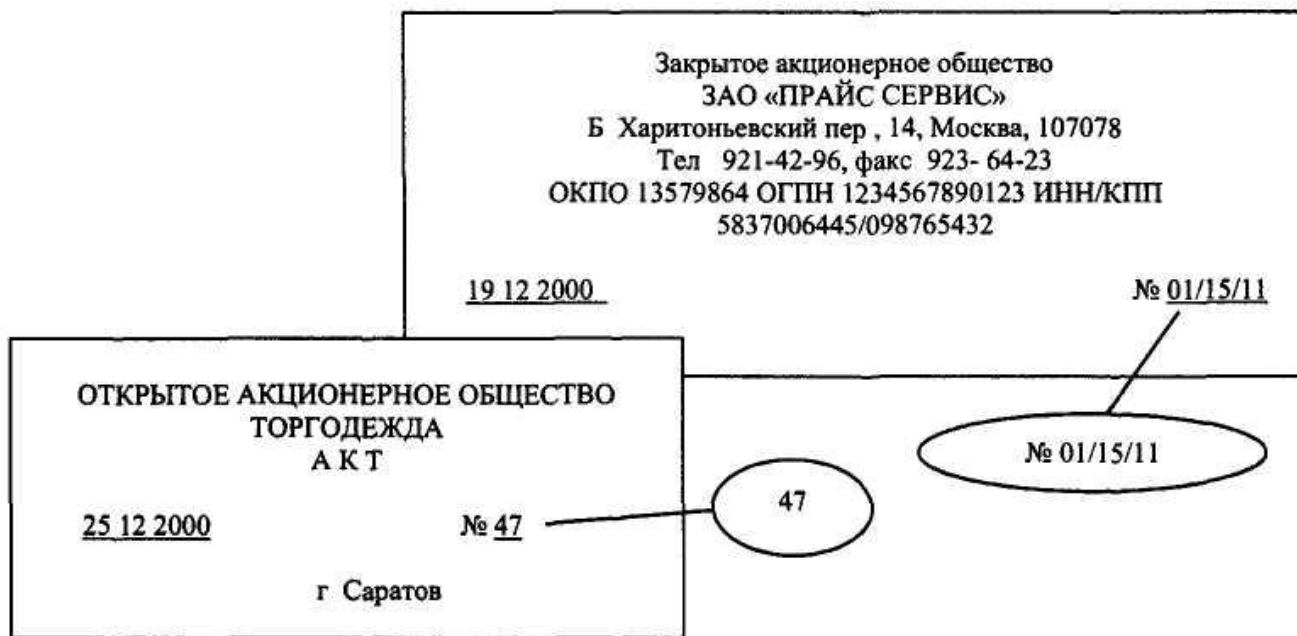 Закрытое акционерное общество
ЗАО «ПРАЙС СЕРВИС»
Б Харитоньевский пер , 14, Москва, 107078
Тел 921-42-96, факс 923- 64-23
ОКПО 13579864 ОГПН 1234567890123 ИНН/КПП
5837006445/098765432
19 12 2000 № 01/15/11
ОТКРЫТОЕ АКЦИОНЕРНОЕ ОБЩЕСТВО
ТОРГОДЕЖДА
А К Т
25 12 2000 № 47
г Саратов
47
№ 01/15/11